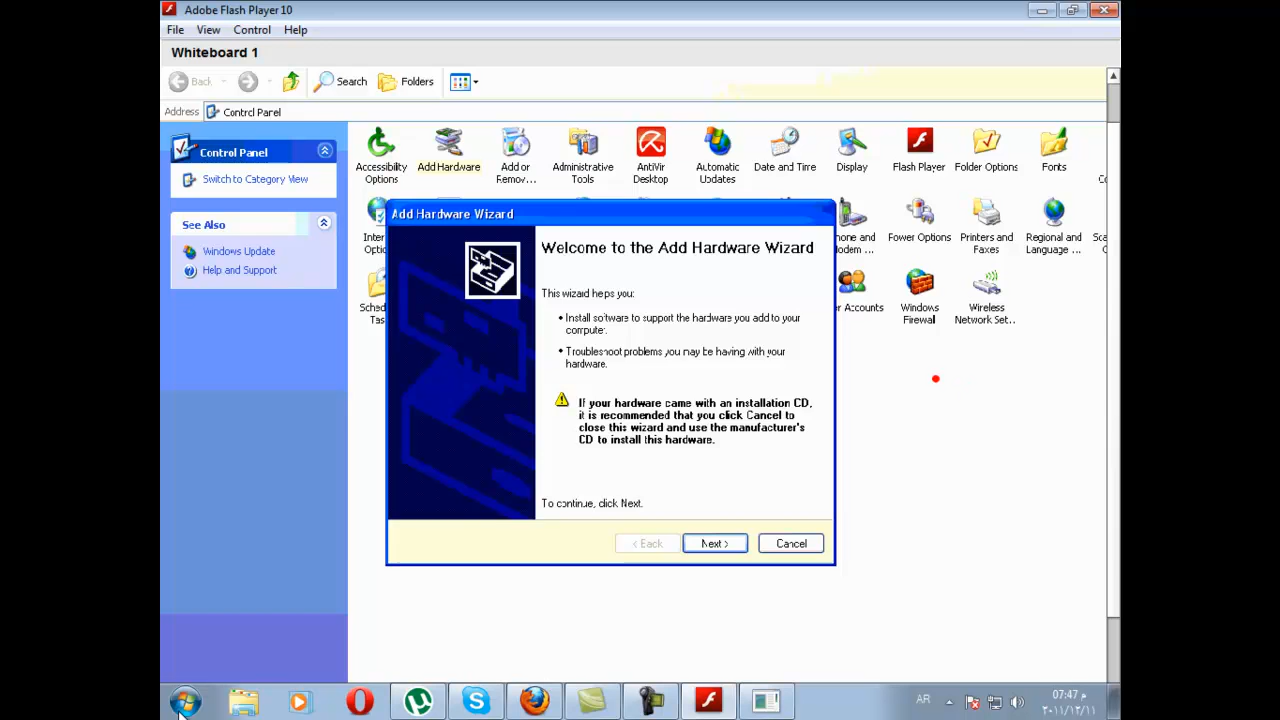 Adobe Flash Player 10
File View Control Help
Whiteboard 1
Back Search Folders
Address Control Panel
Control Panel
Switch to Category View
See Also
Windows Update
Help and Support
Accessibility Options
Add Hardware
Add or Remov...
Administrative Tools
AntiVir Desktop
Automatic Updates
Date and Time
Display
Flash Player
Folder Options
Fonts
Power Options
Printers and Faxes
Regional and Language ...
Windows Firewall
Wireless Network Set...
Add Hardware Wizard
Welcome to the Add Hardware Wizard
This wizard helps you:
• Install software to support the hardware you add to your
computer.
• Troubleshoot problems you may be having with your
hardware.
If your hardware came with an installation CD,
it is recommended that you click Cancel to
close this wizard and use the manufacturer's
CD to install this hardware.
To continue, click Next.
< Back Next > Cancel
AR
07:47 م
٢٠١١/١٢/١١